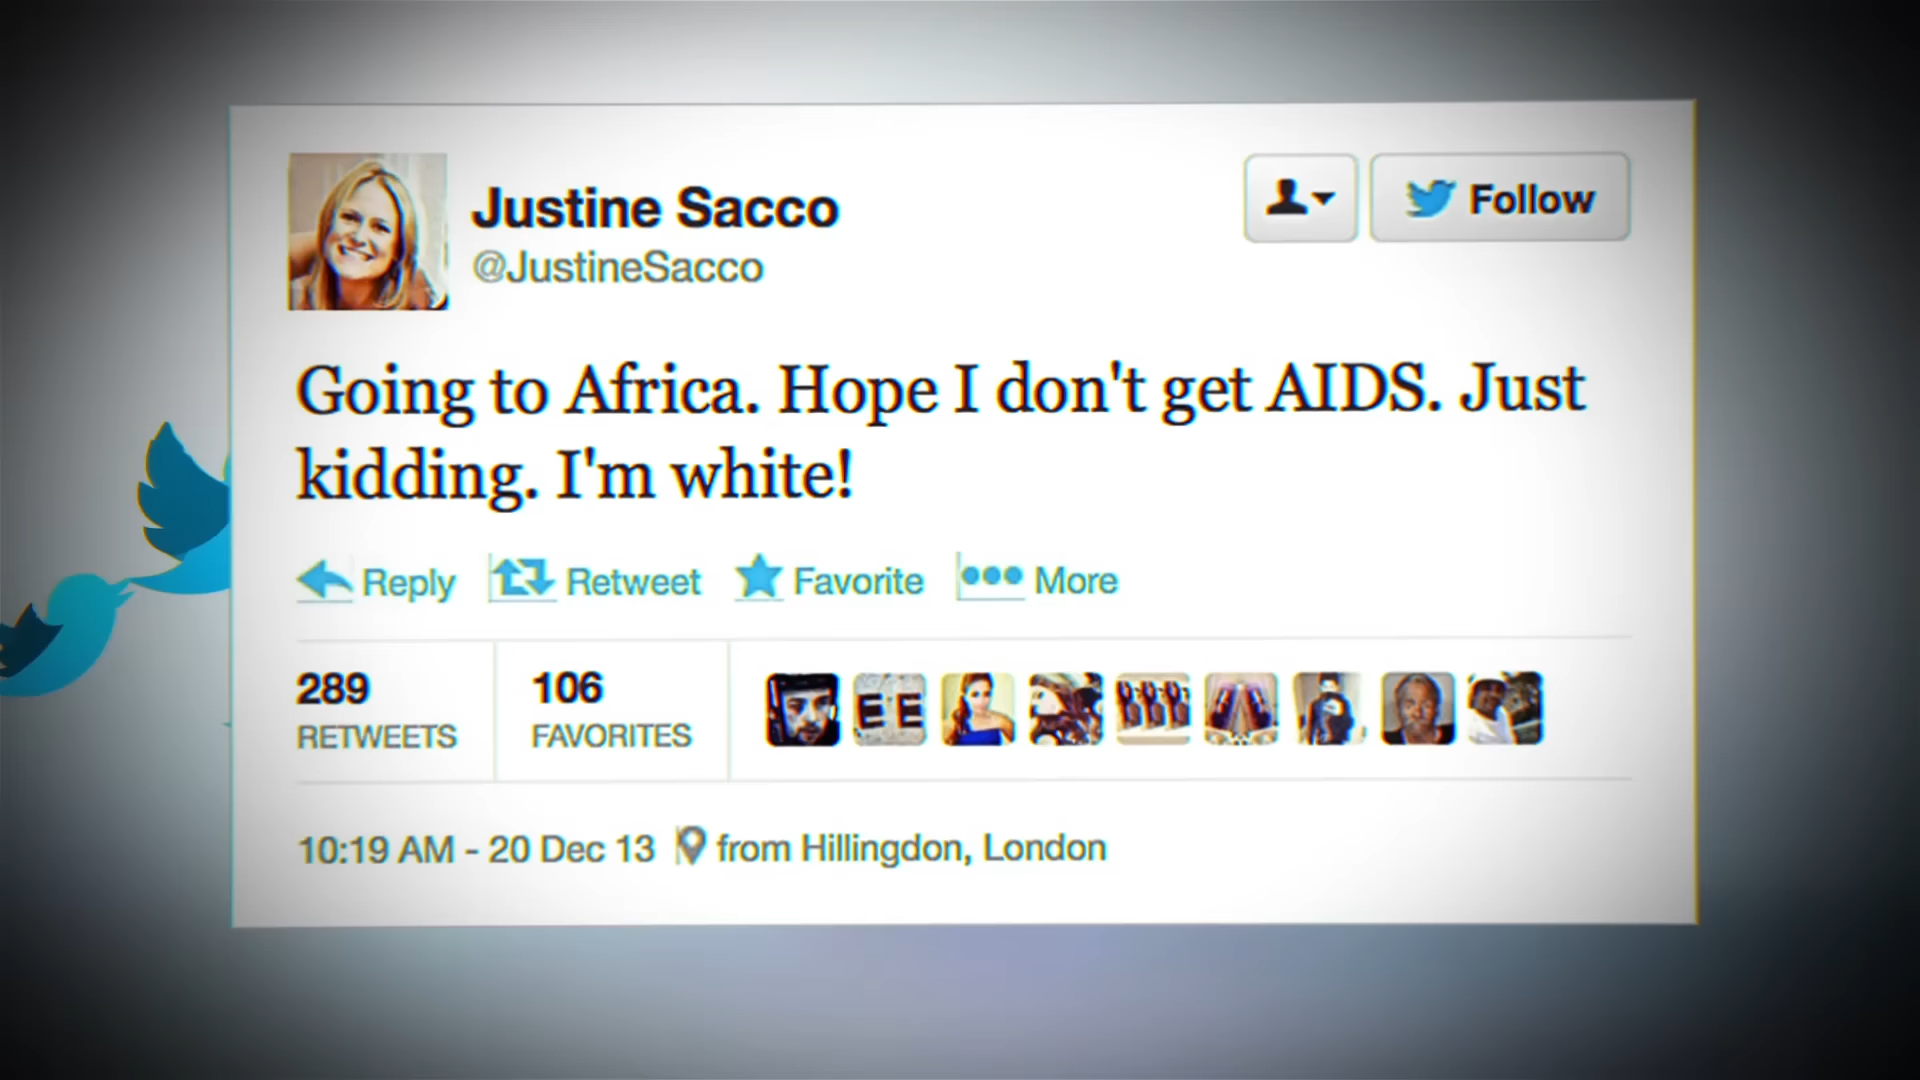 Justine Sacco
@JustineSacco
Follow
Going to Africa. Hope I don't get AIDS. Just
kidding. I'm white!
Reply Retweet Favorite More
289 106
RETWEETS FAVORITES
EE
10:19 AM - 20 Dec 13 from Hillingdon, London